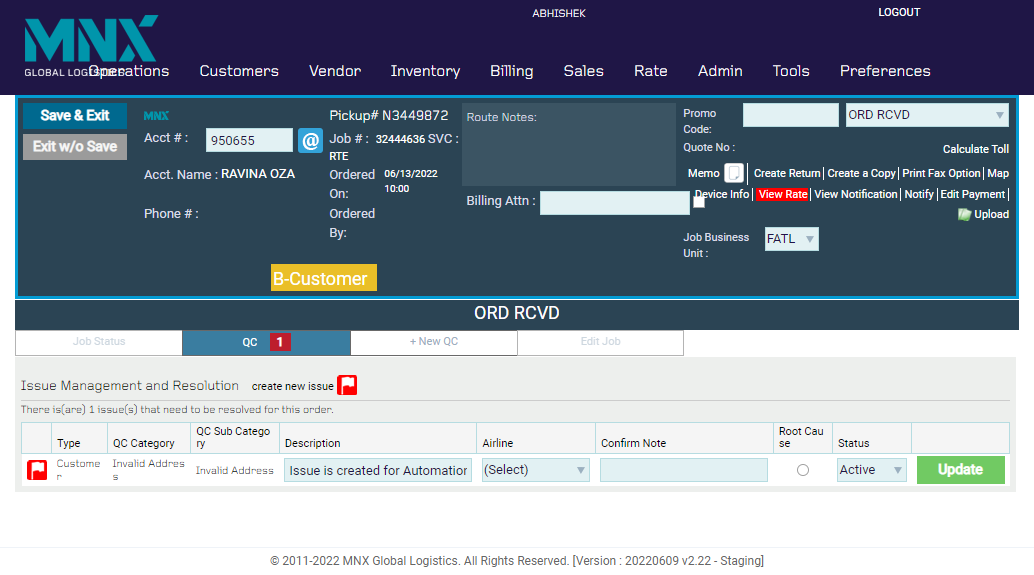 ABHISHEK
LOGOUT
MNX
GLOBAL LOGISTICS
Operations Customers Vendor Inventory Billing Sales Rate Admin Tools Preferences
Save & Exit
Exit w/o Save
MNX
Acct # : 950655 @
Acct. Name : RAVINA OZA
Phone # :
B-Customer
Pickup# N3449872
Job # : 32444636 SVC :
RTE
Ordered On: 06/13/2022 10:00
Ordered By:
Route Notes:
Billing Attn :
Promo Code:
ORD RCVD
Quote No :
Calculate Toll
Memo | Create Return | Create a Copy | Print Fax Option | Map
Device Info | View Rate | View Notification | Notify | Edit Payment |
Upload
Job Business Unit : FATL
ORD RCVD
Job Status QC 1 + New QC Edit Job
Issue Management and Resolution create new issue
There is(are) 1 issue(s) that need to be resolved for this order.
Type QC Category QC Sub Category Description Airline Confirm Note Root Cause Status
Customer Invalid Address Invalid Address Issue is created for Automation (Select) Active Update
© 2011-2022 MNX Global Logistics. All Rights Reserved. [Version : 20220609 v2.22 - Staging]